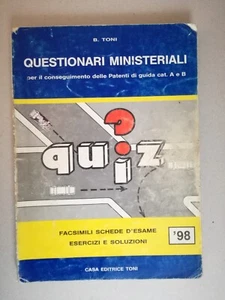 B. TONI
QUESTIONARI MINISTERIALI
per il conseguimento delle Patenti di guida cat. A e B
quiz
?
FACSIMILI SCHEDE D'ESAME
ESERCIZI E SOLUZIONI
'98
CASA EDITRICE TONI